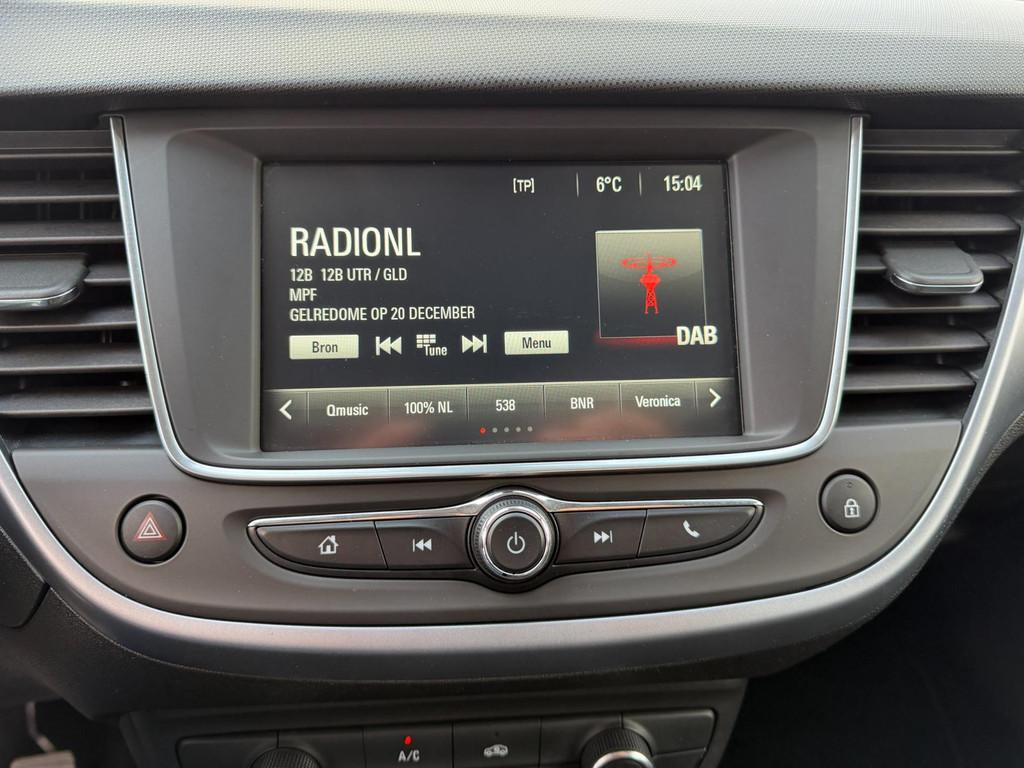 [TP] 6°C 15:04
RADIONL
12B 12B UTR / GLD
MPF
GELREDOME OP 20 DECEMBER
DAB
Bron Tune Menu
Qmusic 100% NL 538 BNR Veronica
A/C